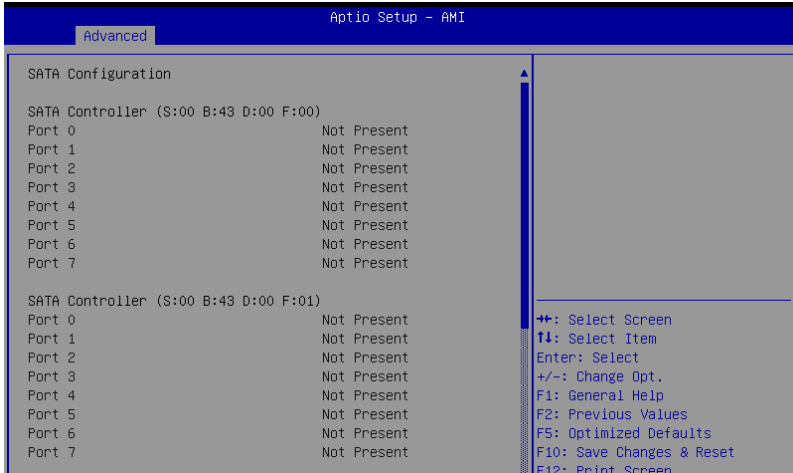 Aptio Setup – AMI
Advanced
SATA Configuration
SATA Controller (S:00 B:43 D:00 F:00)
Port 0 Not Present
Port 1 Not Present
Port 2 Not Present
Port 3 Not Present
Port 4 Not Present
Port 5 Not Present
Port 6 Not Present
Port 7 Not Present
SATA Controller (S:00 B:43 D:00 F:01)
Port 0 Not Present
Port 1 Not Present
Port 2 Not Present
Port 3 Not Present
Port 4 Not Present
Port 5 Not Present
Port 6 Not Present
Port 7 Not Present
→←: Select Screen
↑↓: Select Item
Enter: Select
+/-: Change Opt.
F1: General Help
F2: Previous Values
F5: Optimized Defaults
F10: Save Changes & Reset
F12: Print Screen